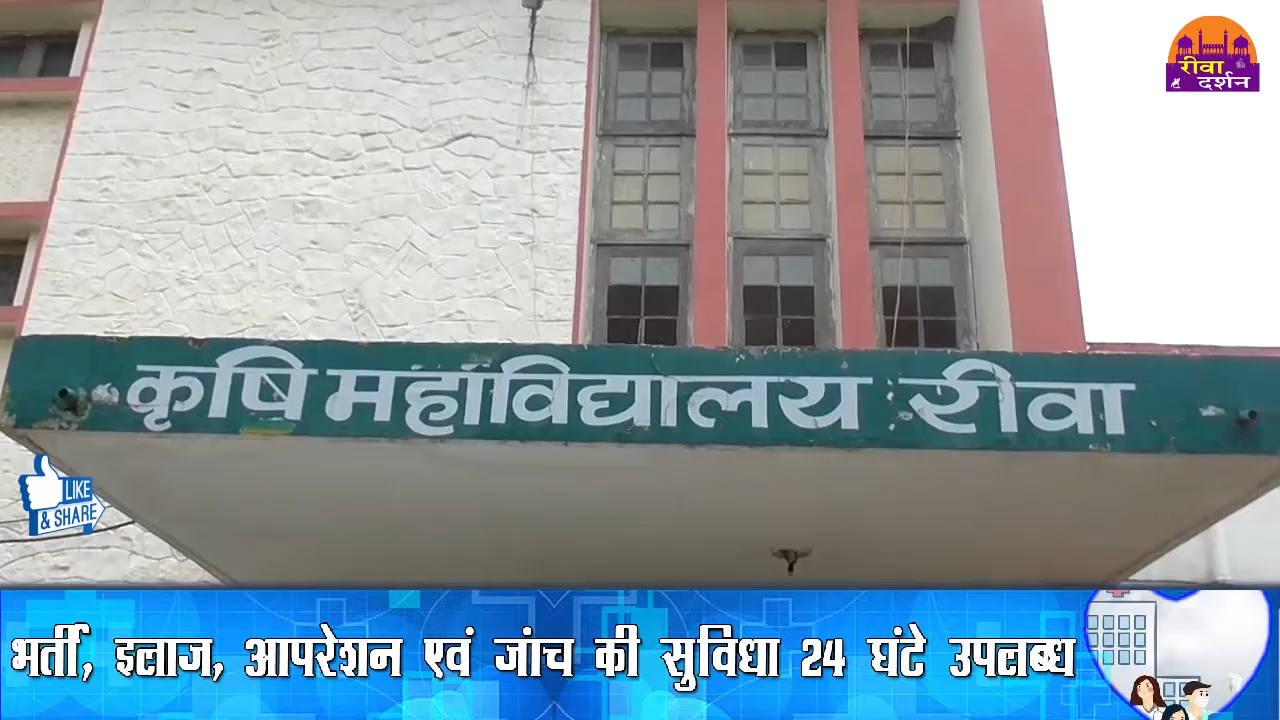 रीवा
दर्शन
कृषि महाविद्यालय रीवा
LIKE
& SHARE
भर्ती, इलाज, आपरेशन एवं जांच की सुविधा 24 घंटे उपलब्ध